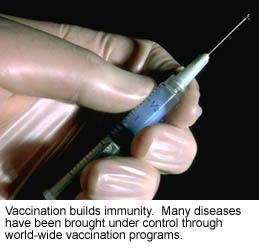 Vaccination builds immunity.  Many diseases
have been brought under control through
world-wide vaccination programs.